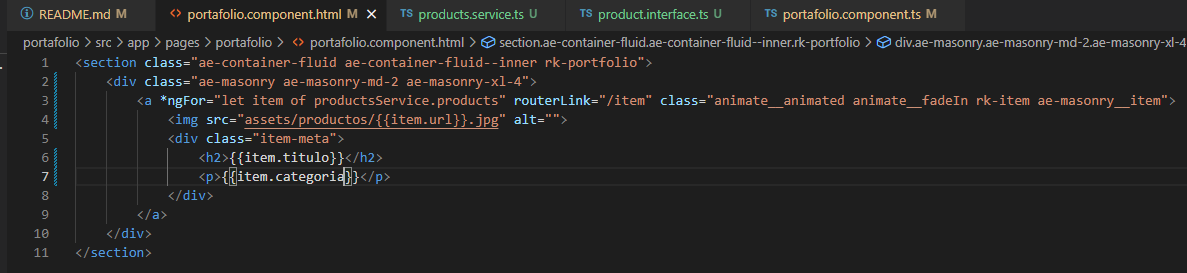 README.md M portafolio.component.html M × TS products.service.ts U TS product.interface.ts U TS portafolio.component.ts M
portafolio > src > app > pages > portafolio > <> portafolio.component.html > section.ae-container-fluid.ae-container-fluid--inner.rk-portfolio > div.ae-masonry.ae-masonry-md-2.ae-masonry-xl-4
1 <section class="ae-container-fluid ae-container-fluid--inner rk-portfolio">
2 <div class="ae-masonry ae-masonry-md-2 ae-masonry-xl-4">
3 <a *ngFor="let item of productsService.products" routerLink="/item" class="animate__animated animate__fadeIn rk-item ae-masonry__item">
4 <img src="assets/productos/{{item.url}}.jpg" alt="">
5 <div class="item-meta">
6 <h2>{{item.titulo}}</h2>
7 <p>{{item.categoria}}</p>
8 </div>
9 </a>
10 </div>
11 </section>